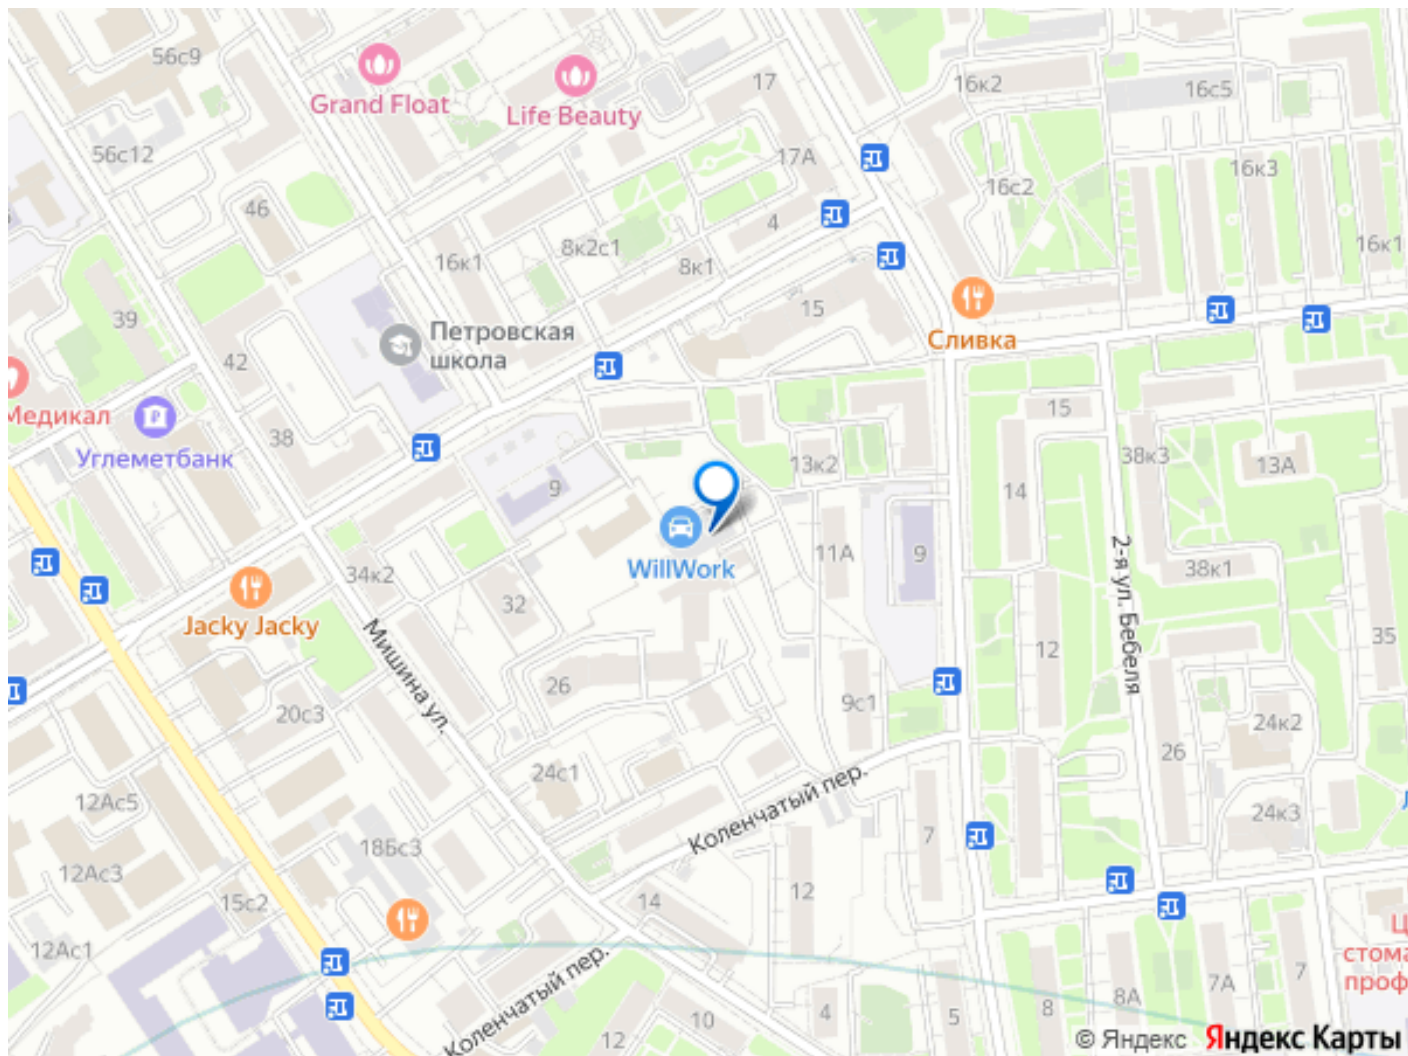 56с9
Grand Float
Life Beauty
17
16к2
16с5
56с12
17А
16к3
16с2
46
4
8к2с1
16к1
8к1
16к1
39
15
Петровская
школа
Сливка
42
Медикал
Углеметбанк
38
15
13к2
38к3
13А
9
14
34к2
WillWork
11А
9
38к1
2-я ул. Бебеля
Jacky Jacky
32
Мишина ул.
12
35
26
9с1
20с3
24к2
26
24с1
12Ас5
Коленчатый пер.
24к3
18Бс3
7
12Ас3
12
15с2
14
12Ас1
Коленчатый пер.
Ц
стома
проф
7
7А
8А
8
5
4
10
12
© Яндекс Яндекс Карты